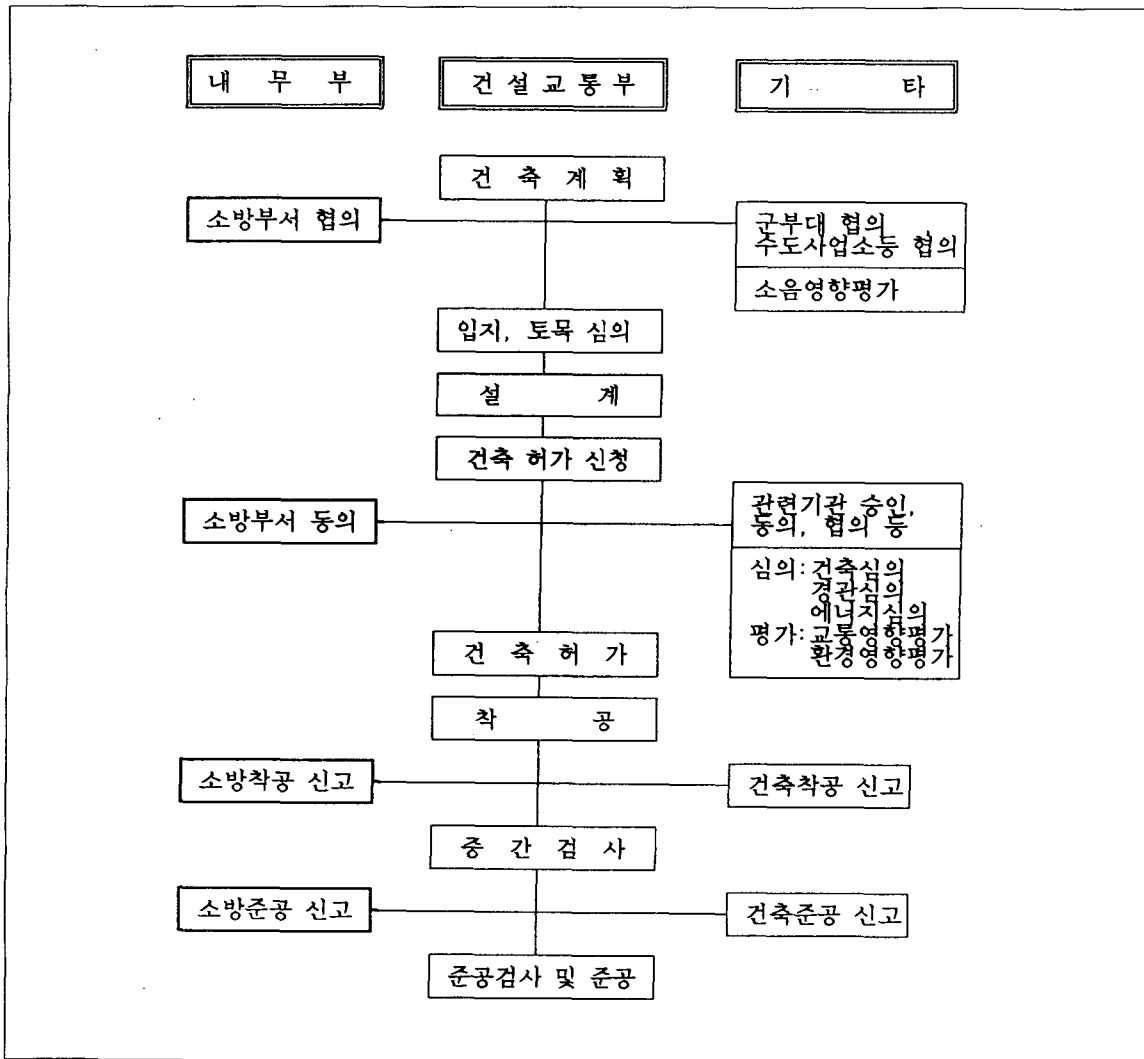 내 무 부
건 설 교 통 부
기 타
건 축 계 획
소방부서 협의
군부대 협의
수도사업소등 협의
소음영향평가
입지, 토목 심의
설 계
건축 허가 신청
소방부서 동의
관련기관 승인,
동의, 협의 등
심의:건축심의
경관심의
에너지심의
평가:교통영향평가
환경영향평가
건 축 허 가
착 공
소방착공 신고
건축착공 신고
중 간 검 사
소방준공 신고
건축준공 신고
준공검사 및 준공